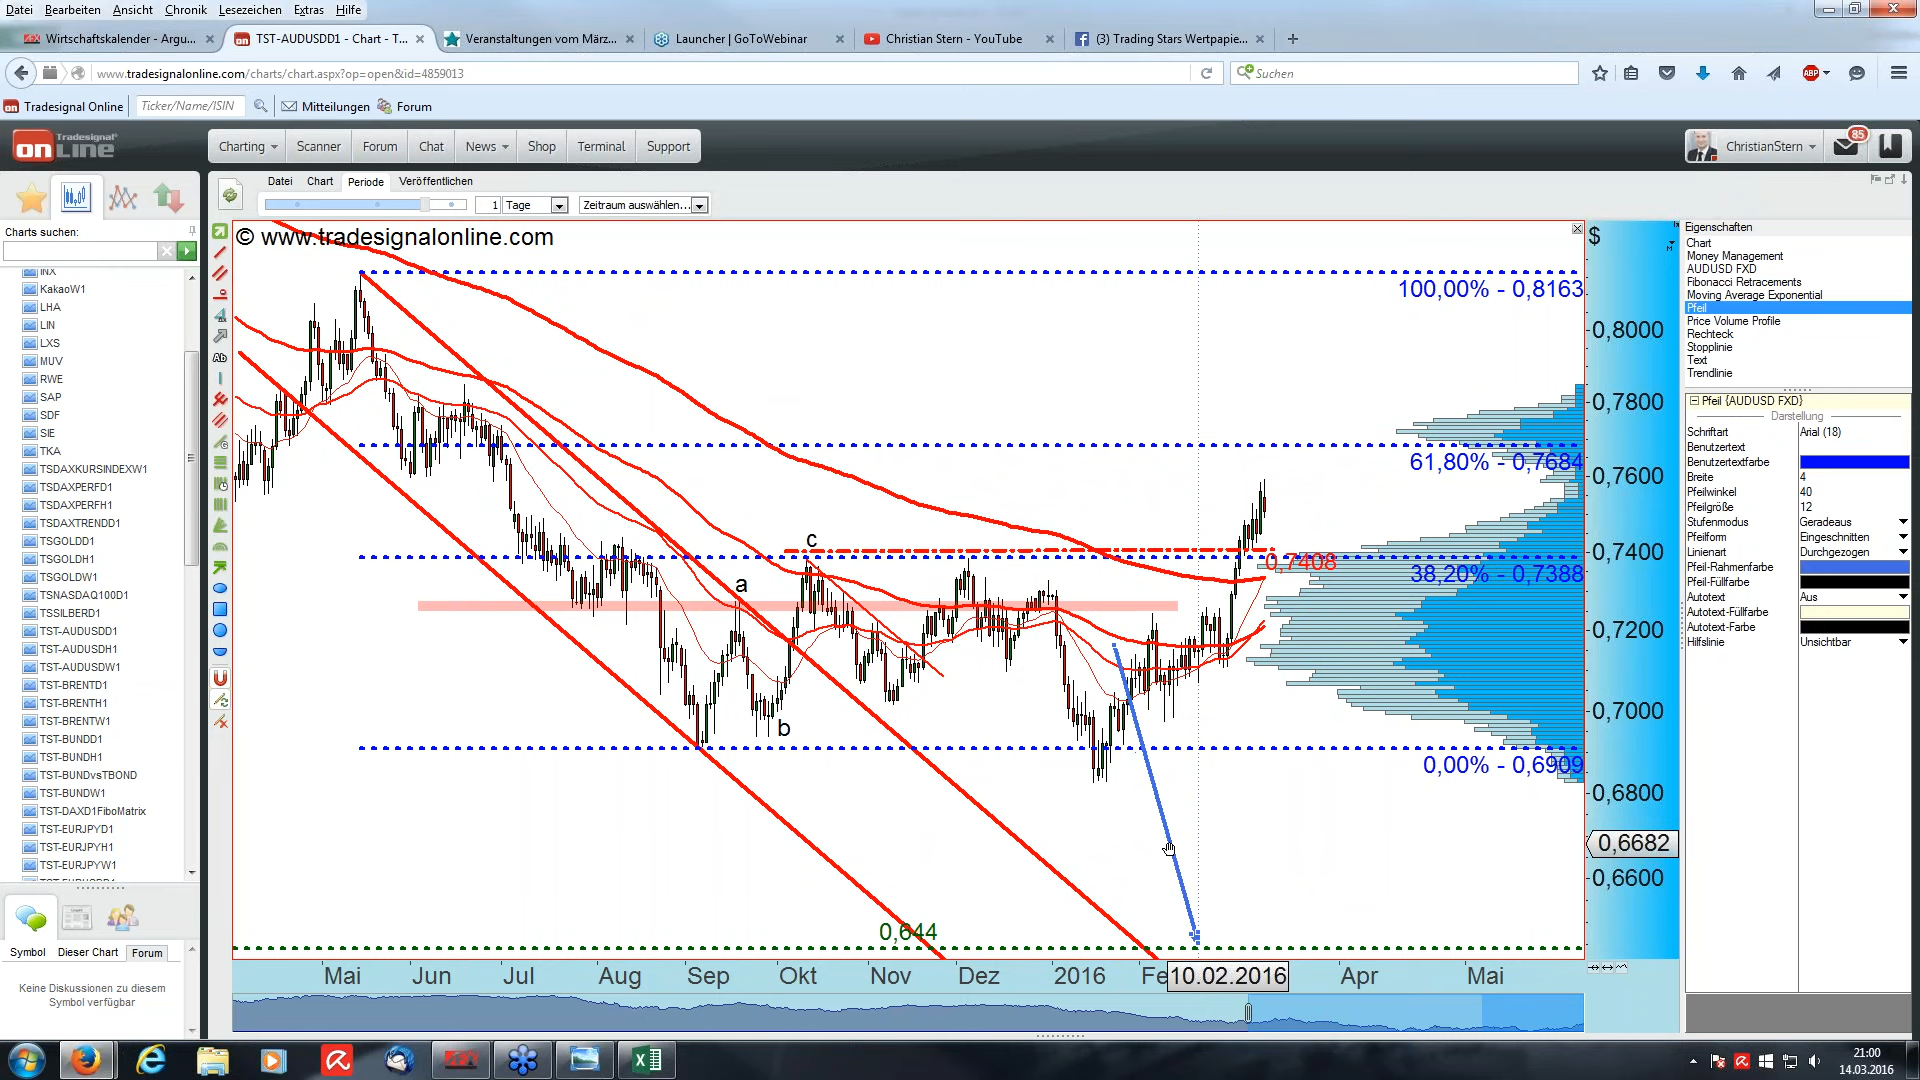 Datei Bearbeiten Ansicht Chronik Lesezeichen Extras Hilfe
Wirtschaftskalender - Argu...
TST-AUDUSDD1 - Chart - T...
Veranstaltungen vom März...
Launcher | GoToWebinar
Christian Stern - YouTube
(3) Trading Stars Wertpapie...
www.tradesignalonline.com/charts/chart.aspx?op=open&id=4859013
Suchen
ABP
Tradesignal Online
Ticker/Name/ISIN
Mitteilungen
Forum
Tradesignal
on LINE
Charting
Scanner
Forum
Chat
News
Shop
Terminal
Support
ChristianStern
85
Datei Chart Periode Veröffentlichen
1 Tage
Zeitraum auswählen...
Charts suchen:
INX
KakaoW1
LHA
LIN
LXS
MUV
RWE
SAP
SDF
SIE
TKA
TSDAXKURSINDEXW1
TSDAXPERFD1
TSDAXPERFH1
TSDAXTRENDD1
TSGOLDD1
TSGOLDH1
TSGOLDW1
TSNASDAQ100D1
TSSILBERD1
TST-AUDUSDD1
TST-AUDUSDH1
TST-AUDUSDW1
TST-BRENTD1
TST-BRENTH1
TST-BRENTW1
TST-BUNDD1
TST-BUNDH1
TST-BUNDvsTBOND
TST-BUNDW1
TST-DAXD1FiboMatrix
TST-EURJPYD1
TST-EURJPYH1
TST-EURJPYW1
Symbol Dieser Chart Forum
Keine Diskussionen zu diesem
Symbol verfügbar
Ab
© www.tradesignalonline.com
100,00% - 0,8163
61,80% - 0,7684
0,7408
38,20% - 0,7388
0,00% - 0,6909
0,644
a
b
c
$
0,8000
0,7800
0,7600
0,7400
0,7200
0,7000
0,6800
0,6682
0,6600
Mai Jun Jul Aug Sep Okt Nov Dez 2016 Fe 10.02.2016 Apr Mai
Eigenschaften
Chart
Money Management
AUDUSD FXD
Fibonacci Retracements
Moving Average Exponential
Pfeil
Price Volume Profile
Rechteck
Stopplinie
Text
Trendlinie
Pfeil {AUDUSD FXD}
Darstellung
Schriftart Arial (18)
Benutzertext
Benutzertextfarbe
Breite 4
Pfeilwinkel 40
Pfeilgröße 12
Stufenmodus Geradeaus
Pfeilform Eingeschnitten
Linienart Durchgezogen
Pfeil-Rahmenfarbe
Pfeil-Füllfarbe
Autotext Aus
Autotext-Füllfarbe
Autotext-Farbe
Hilfslinie Unsichtbar
21:00
14.03.2016